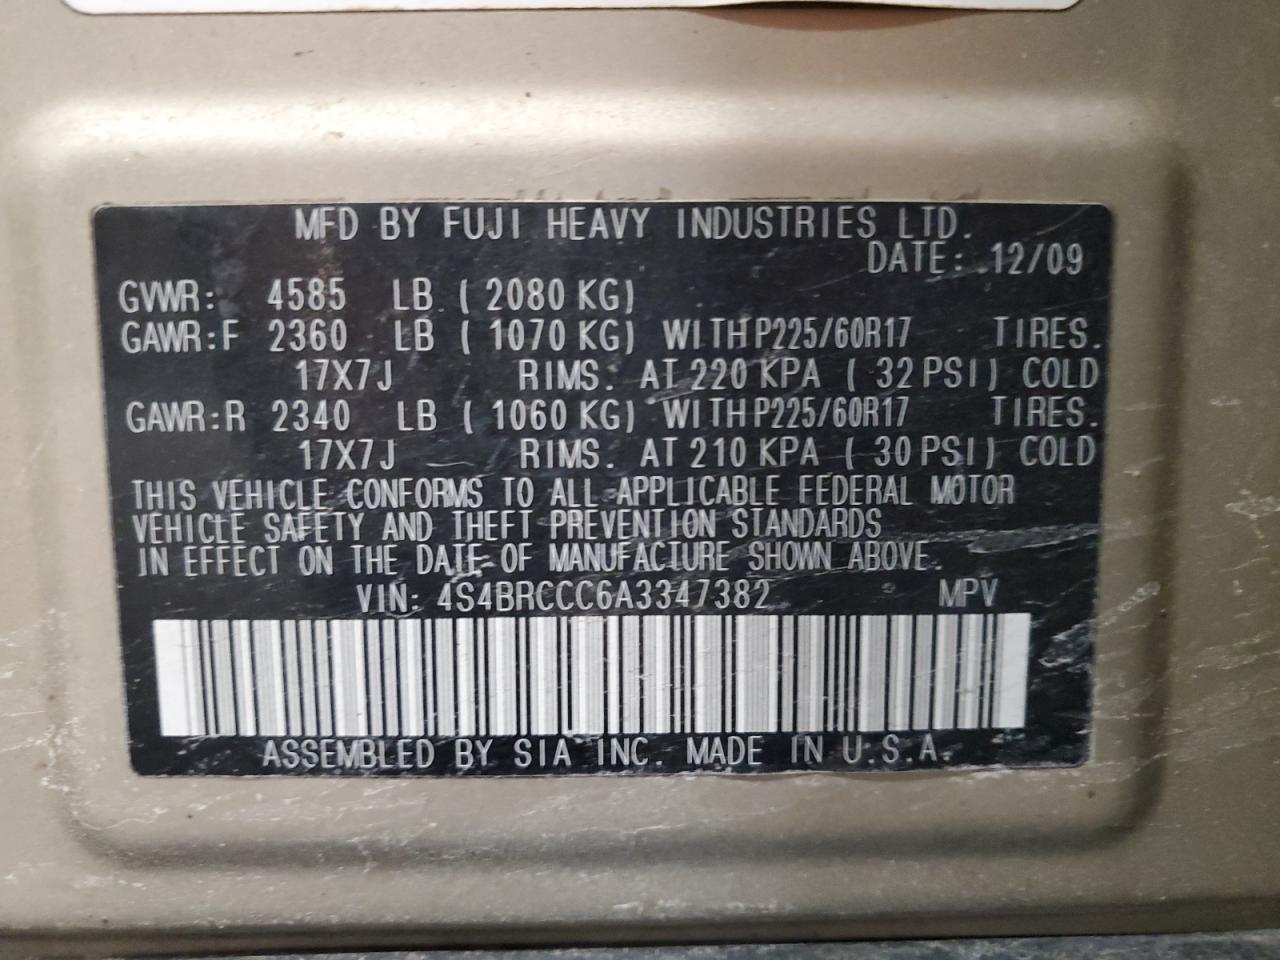 MFD BY FUJI HEAVY INDUSTRIES LTD.
DATE: 12/09
GVWR: 4585 LB ( 2080 KG)
GAWR:F 2360 LB ( 1070 KG) WITH P225/60R17 TIRES.
17X7J RIMS. AT 220 KPA ( 32 PSI) COLD
GAWR:R 2340 LB ( 1060 KG) WITH P225/60R17 TIRES.
17X7J RIMS. AT 210 KPA ( 30 PSI) COLD
THIS VEHICLE CONFORMS TO ALL APPLICABLE FEDERAL MOTOR
VEHICLE SAFETY AND THEFT PREVENTION STANDARDS
IN EFFECT ON THE DATE OF MANUFACTURE SHOWN ABOVE.
VIN: 4S4BRCCC6A3347382 MPV
ASSEMBLED BY SIA INC. MADE IN U.S.A.